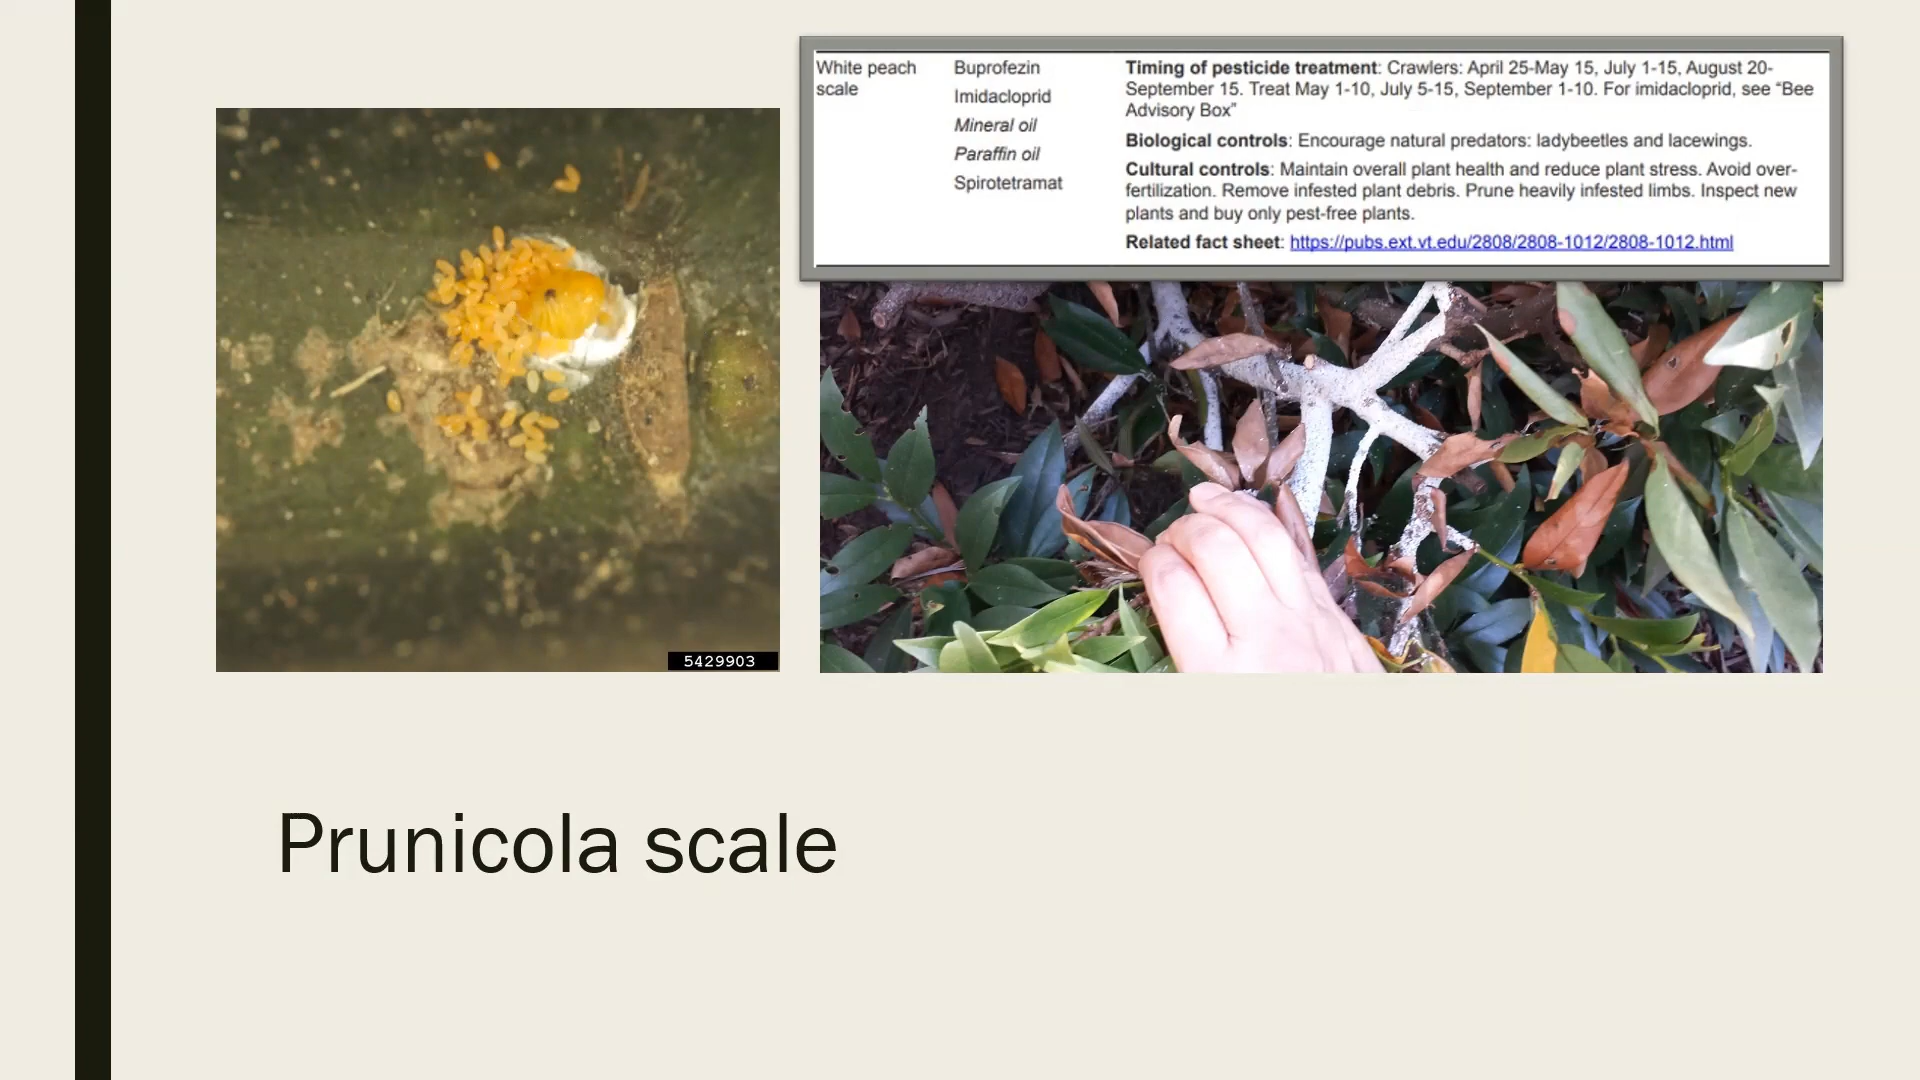 White peach
scale
Buprofezin
Imidacloprid
Mineral oil
Paraffin oil
Spirotetramat
Timing of pesticide treatment: Crawlers: April 25-May 15, July 1-15, August 20-
September 15. Treat May 1-10, July 5-15, September 1-10. For imidacloprid, see “Bee
Advisory Box”
Biological controls: Encourage natural predators: ladybeetles and lacewings.
Cultural controls: Maintain overall plant health and reduce plant stress. Avoid over-
fertilization. Remove infested plant debris. Prune heavily infested limbs. Inspect new
plants and buy only pest-free plants.
Related fact sheet: https://pubs.ext.vt.edu/2808/2808-1012/2808-1012.html
5429903
Prunicola scale